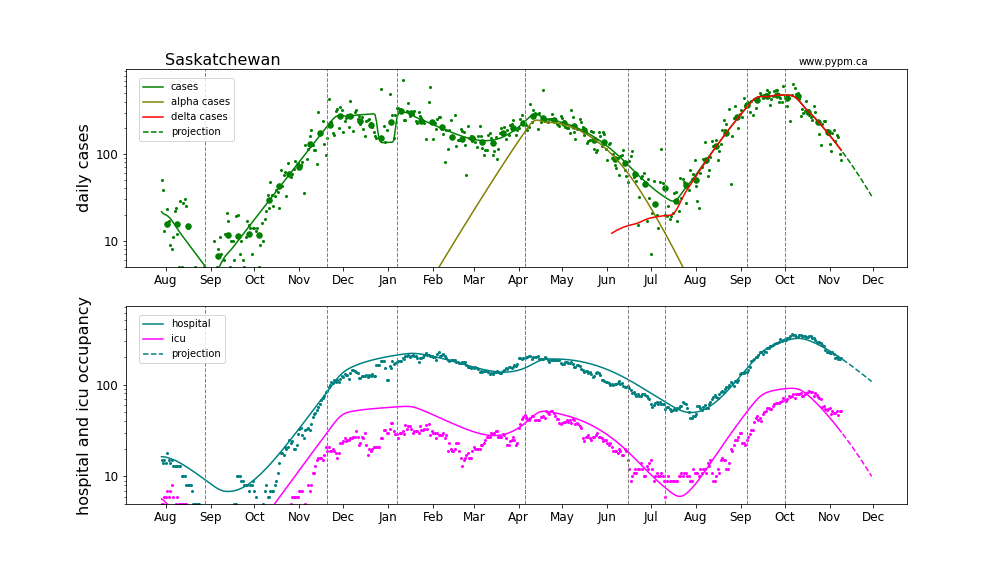 Saskatchewan
www.pypm.ca
daily cases
cases
alpha cases
delta cases
projection
100
10
Aug Sep Oct Nov Dec Jan Feb Mar Apr May Jun Jul Aug Sep Oct Nov Dec
hospital and icu occupancy
hospital
icu
projection
100
10
Aug Sep Oct Nov Dec Jan Feb Mar Apr May Jun Jul Aug Sep Oct Nov Dec